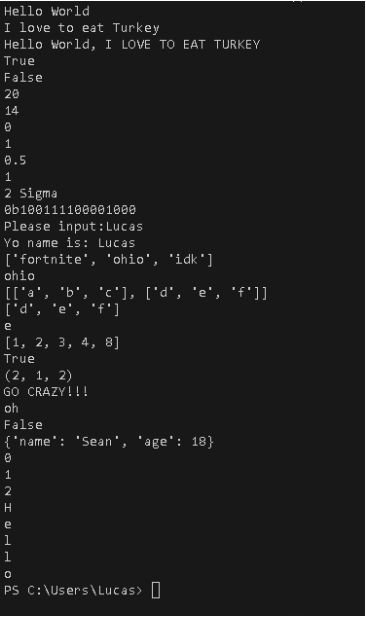 Hello World
I love to eat Turkey
Hello World, I LOVE TO EAT TURKEY
True
False
20
14
0
1
0.5
1
2 Sigma
0b100111100001000
Please input:Lucas
Yo name is: Lucas
['fortnite', 'ohio', 'idk']
ohio
[['a', 'b', 'c'], ['d', 'e', 'f']]
['d', 'e', 'f']
e
[1, 2, 3, 4, 8]
True
(2, 1, 2)
GO CRAZY!!!
oh
False
{'name': 'Sean', 'age': 18}
0
1
2
H
e
l
l
o
PS C:\Users\Lucas>